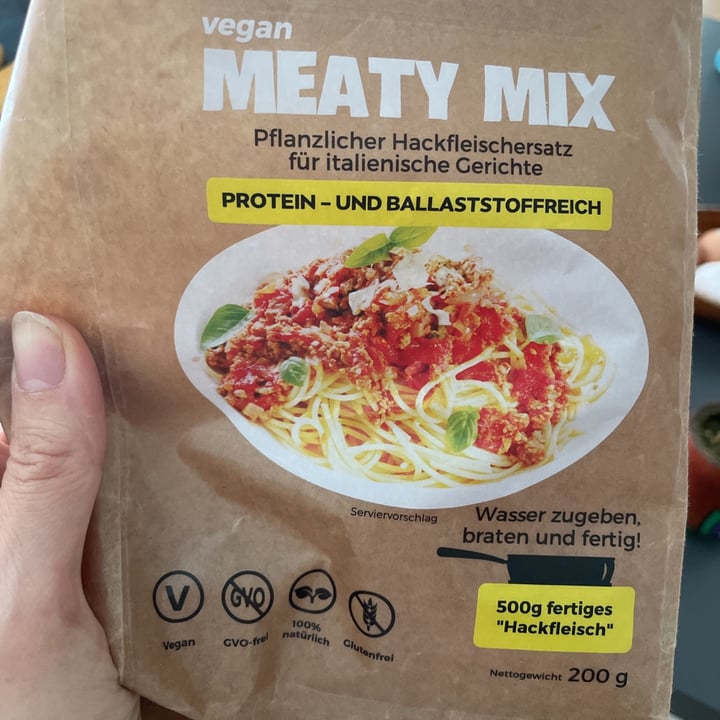 vegan
MEATY MIX
Pflanzlicher Hackfleischersatz
für italienische Gerichte
PROTEIN – UND BALLASTSTOFFREICH
Serviervorschlag
Wasser zugeben,
braten und fertig!
500g fertiges
"Hackfleisch"
V
GVO
Vegan
GVO-frei
100%
natürlich
Glutenfrei
Nettogewicht 200 g